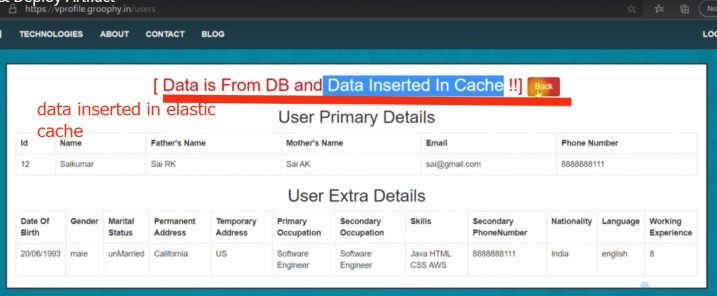 & Deploy Artifact
https://vprofile.groophy.in/users
TECHNOLOGIES ABOUT CONTACT BLOG
[ Data is From DB and Data Inserted In Cache !!] Back
data inserted in elastic
cache
User Primary Details
Id Name Father's Name Mother's Name Email Phone Number
12 Saikumar Sai RK Sai AK sai@gmail.com 8888888111
User Extra Details
Date Of Birth Gender Marital Status Permanent Address Temporary Address Primary Occupation Secondary Occupation Skills Secondary PhoneNumber Nationality Language Working Experience
20/06/1993 male unMarried California US Software Engineer Software Engineer Java HTML CSS AWS 8888888111 India english 8